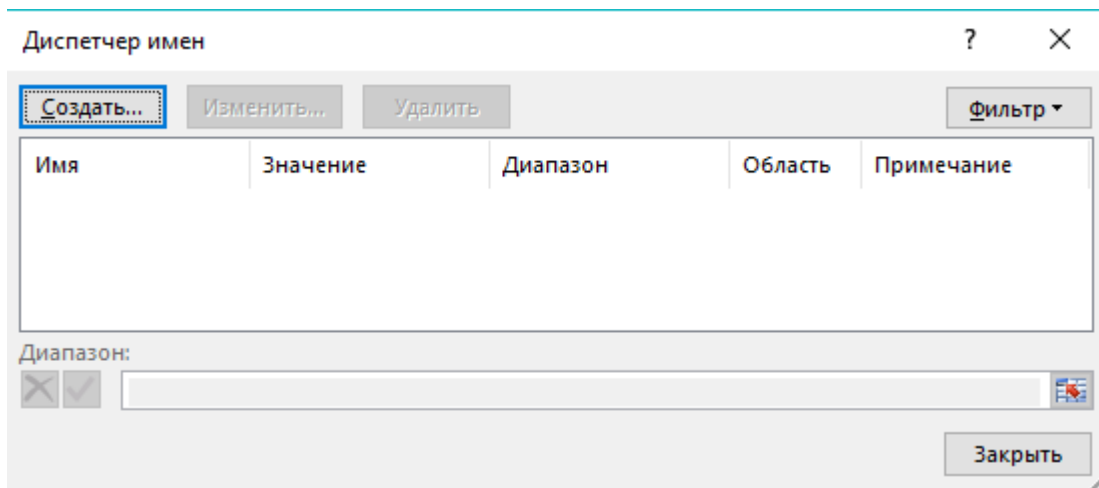 Диспетчер имен ?
Создать... Изменить... Удалить Фильтр
Имя Значение Диапазон Область Примечание
Диапазон:
Закрыть